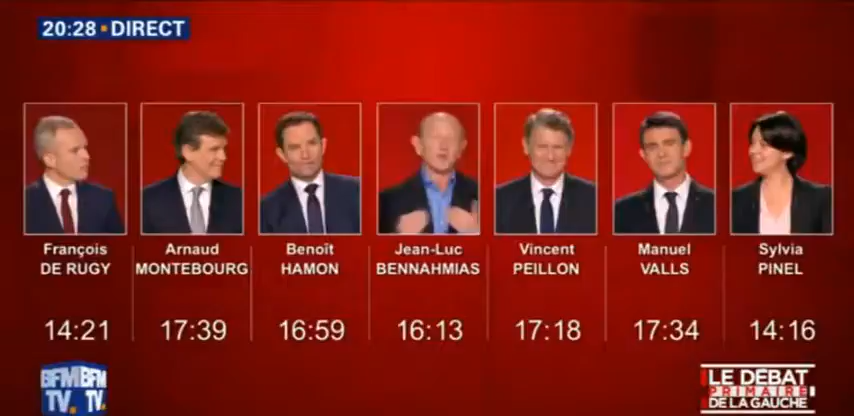 20:28 DIRECT
François
DE RUGY
Arnaud
MONTEBOURG
Benoît
HAMON
Jean-Luc
BENNAHMIAS
Vincent
PEILLON
Manuel
VALLS
Sylvia
PINEL
14:21
17:39
16:59
16:13
17:18
17:34
14:16
BFM BFM
TV. TV.
LE DÉBAT
PRIMAIRE
DE LA GAUCHE